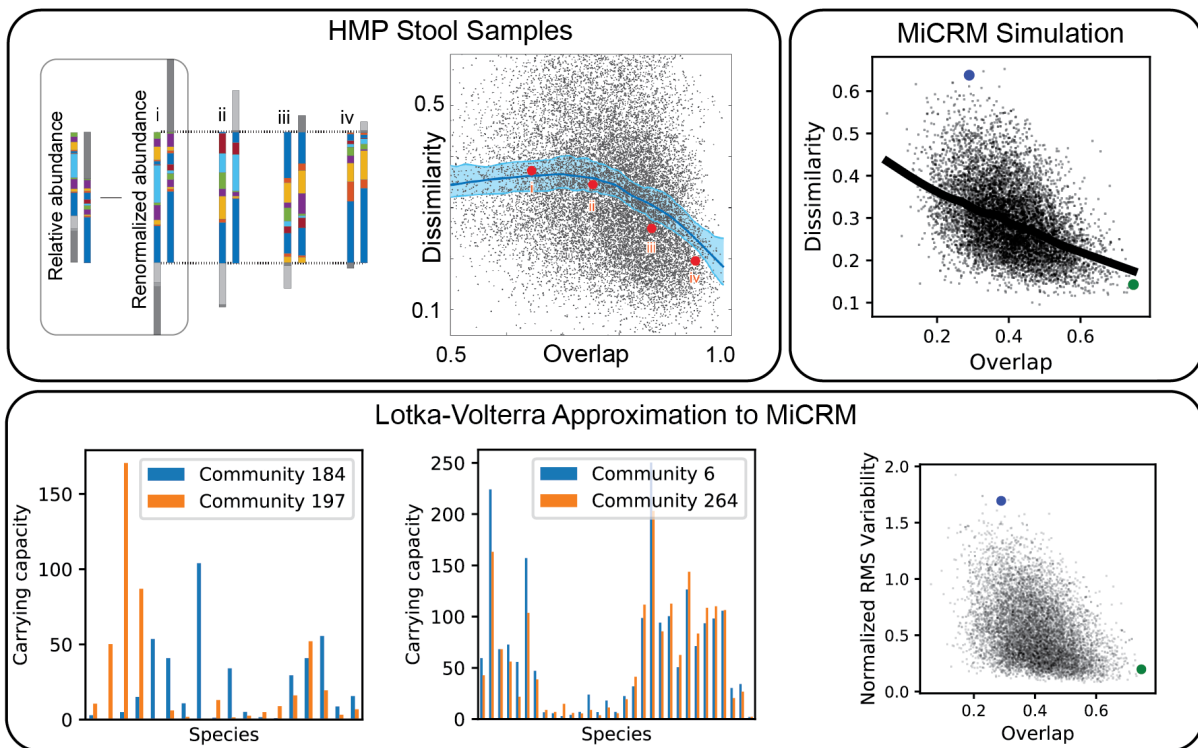 HMP Stool Samples
Relative abundance
Renormalized abundance
i
ii
iii
iv
Dissimilarity
0.5
0.1
i
ii
iii
iv
0.5
Overlap
1.0
MiCRM Simulation
Dissimilarity
0.6
0.5
0.4
0.3
0.2
0.1
0.2
0.4
0.6
Overlap
Lotka-Volterra Approximation to MiCRM
Carrying capacity
150
100
50
0
Community 184
Community 197
Species
Carrying capacity
250
200
150
100
50
0
Community 6
Community 264
Species
Normalized RMS Variability
2.0
1.5
1.0
0.5
0.0
0.2
0.4
0.6
Overlap